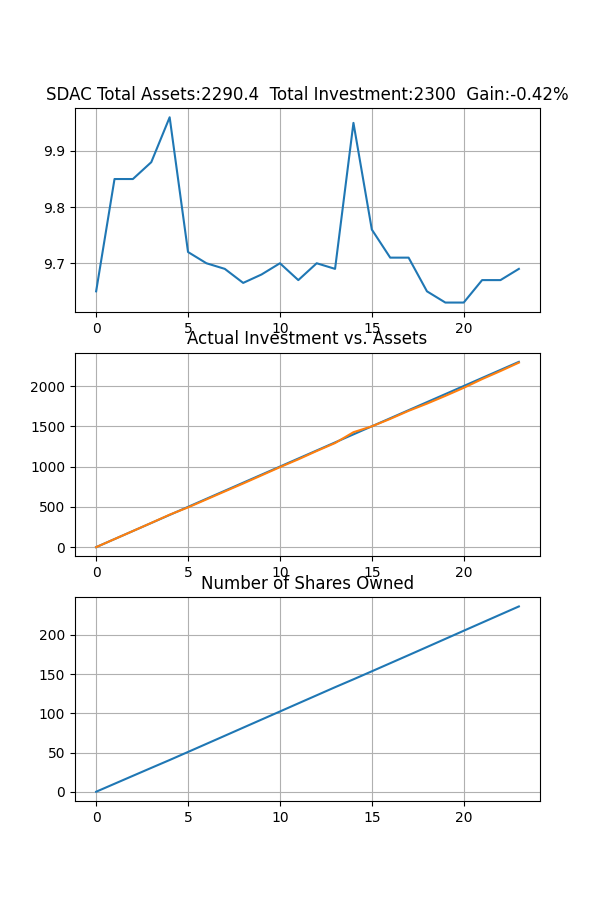 SDAC Total Assets:2290.4  Total Investment:2300  Gain:-0.42%
9.9
9.8
9.7
0 5 10 15 20
Actual Investment vs. Assets
2000
1500
1000
500
0
0 5 10 15 20
Number of Shares Owned
200
150
100
50
0
0 5 10 15 20